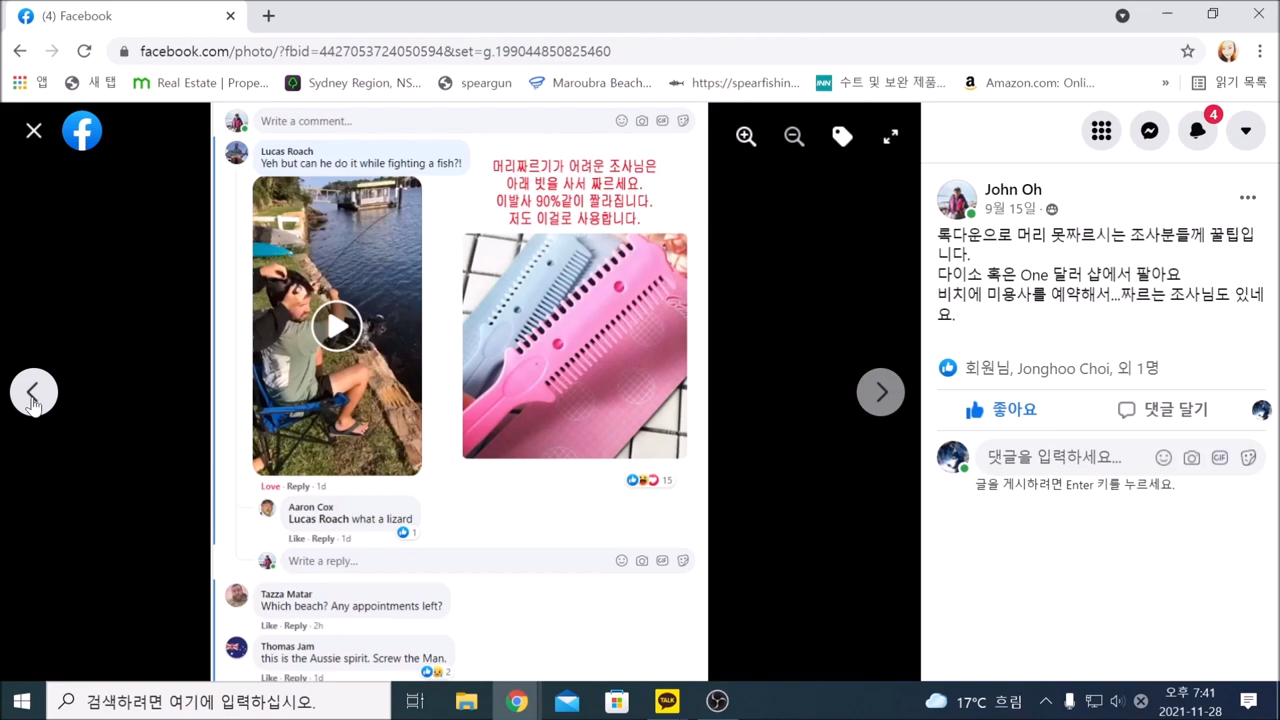 (4) Facebook
facebook.com/photo/?fbid=4427053724050594&set=g.199044850825460
앱
새 탭
Real Estate | Prope...
Sydney Region, NS...
speargun
Maroubra Beach...
https://spearfishin...
INN
수트 및 보완 제품...
Amazon.com: Onli...
»
읽기 목록
Write a comment...
Lucas Roach
Yeh but can he do it while fighting a fish?!
머리짜르기가 어려운 조사님은
아래 빗을 사서 짜르세요.
이발사 90%같이 짤라집니다.
저도 이걸로 사용합니다.
15
Love · Reply · 1d
Aaron Cox
Lucas Roach what a lizard
1
Like · Reply · 1d
Write a reply...
Tazza Matar
Which beach? Any appointments left?
Like · Reply · 2h
Thomas Jam
this is the Aussie spirit. Screw the Man.
2
Like · Reply · 1d
4
John Oh
9월 15일 ·
록다운으로 머리 못짜르시는 조사분들께 꿀팁입
니다.
다이소 혹은 One 달러 샵에서 팔아요
비치에 미용사를 예약해서...짜르는 조사님도 있네
요.
회원님, Jonghoo Choi, 외 1명
좋아요
댓글 달기
댓글을 입력하세요...
GIF
글을 게시하려면 Enter 키를 누르세요.
검색하려면 여기에 입력하십시오.
TALK
17°C 흐림
오후 7:41
2021-11-28